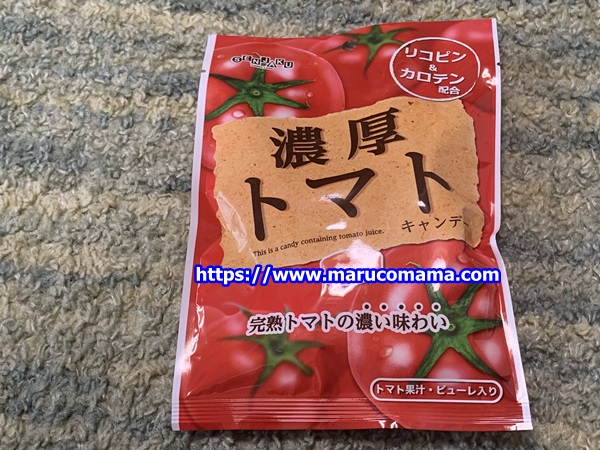 SENJAKU
リコピン
&
カロテン
配合
濃厚
トマト
キャンデ
This is a candy containing tomato juice.
https://www.marucomama.com
完熟トマトの濃い味わい
トマト果汁・ピューレ入り